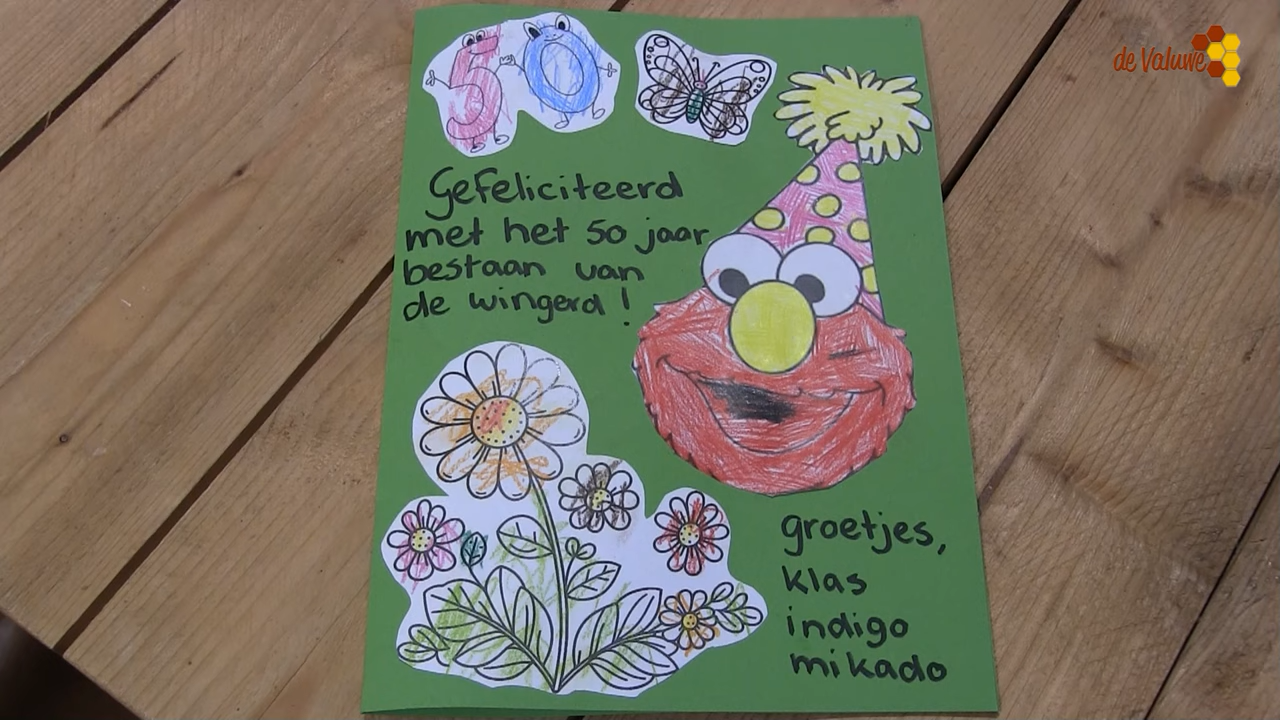 50
de Valuwe
Gefeliciteerd
met het 50 jaar
bestaan van
de wingerd!
groetjes,
klas
indigo
mikado